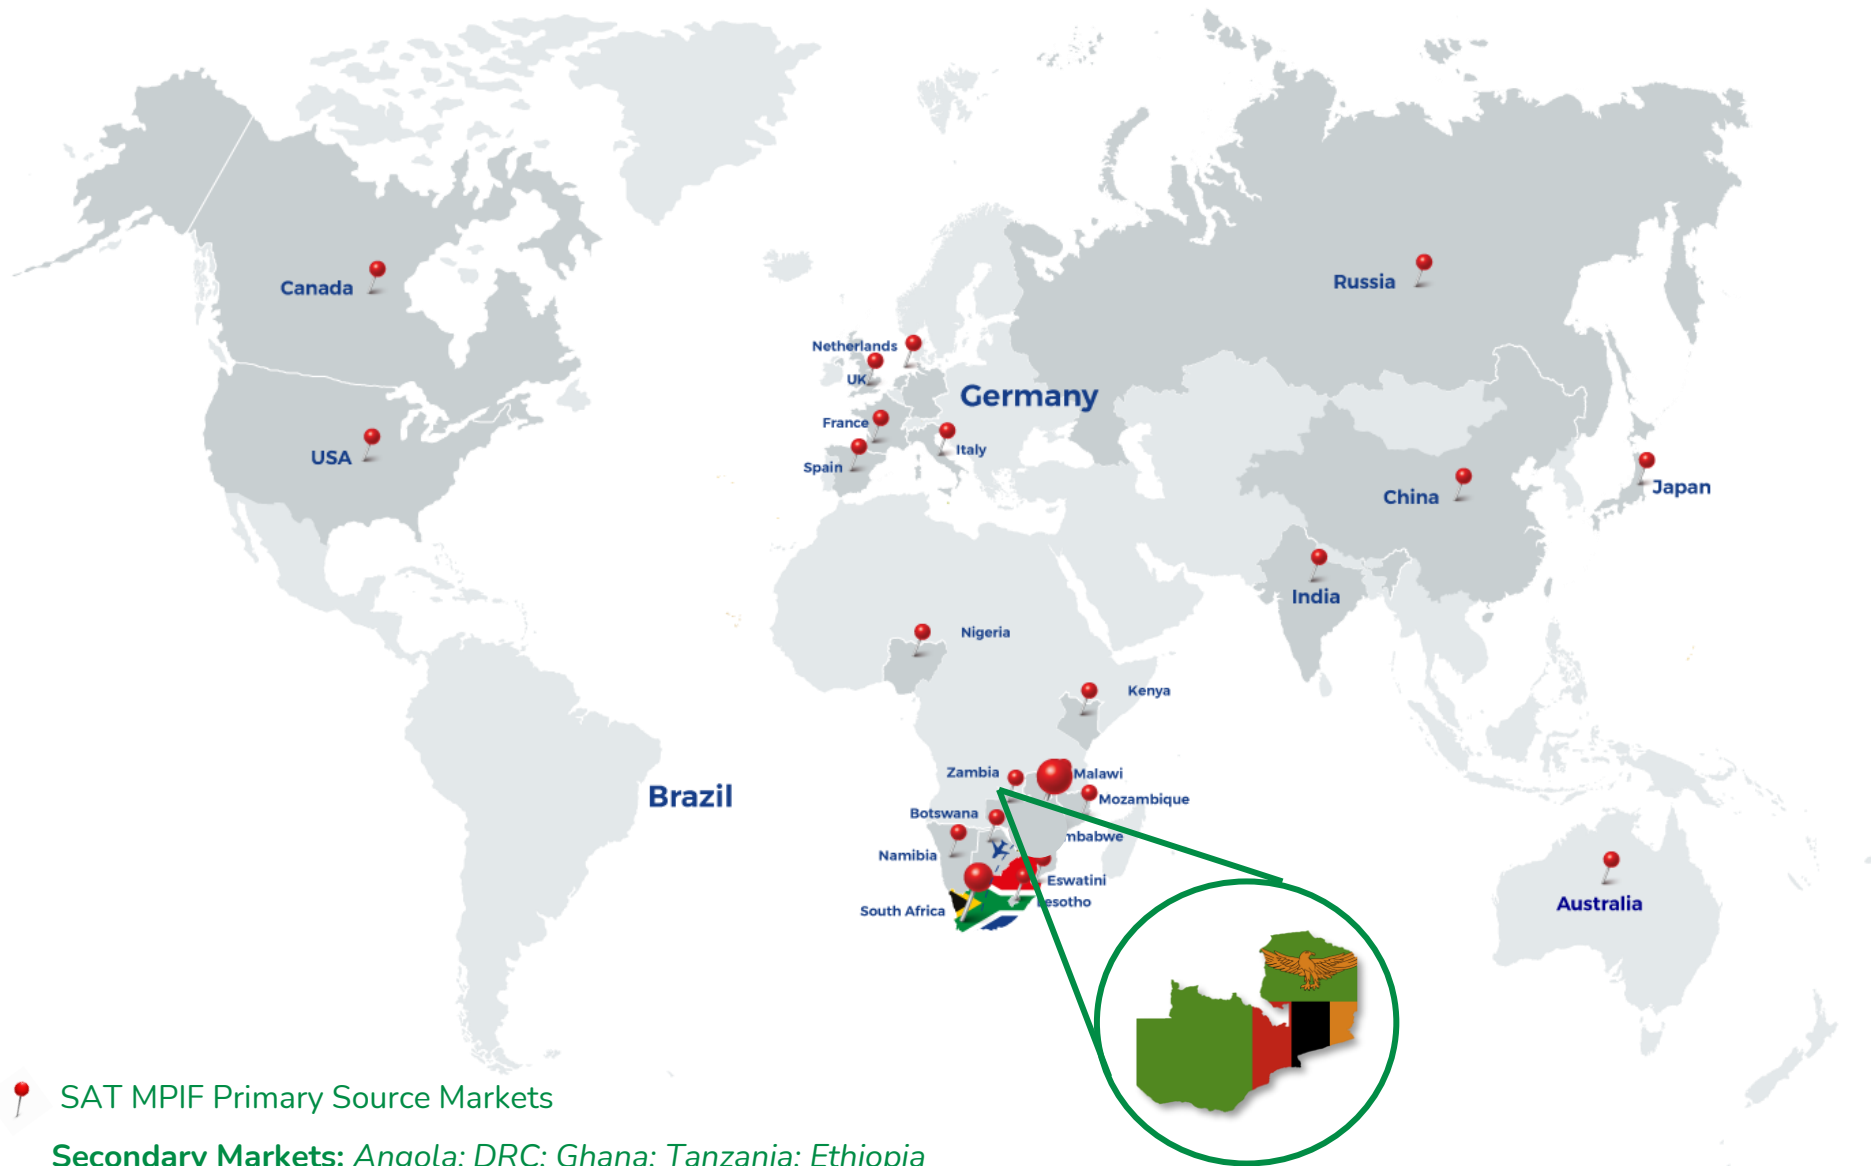 Canada
Russia
Netherlands
UK
Germany
France
Italy
Spain
USA
China
Japan
India
Nigeria
Kenya
Zambia
Malawi
Mozambique
Brazil
Botswana
mbabwe
Namibia
Eswatini
esotho
South Africa
Australia
SAT MPIF Primary Source Markets
Secondary Markets: Angola; DRC; Ghana; Tanzania; Ethiopia